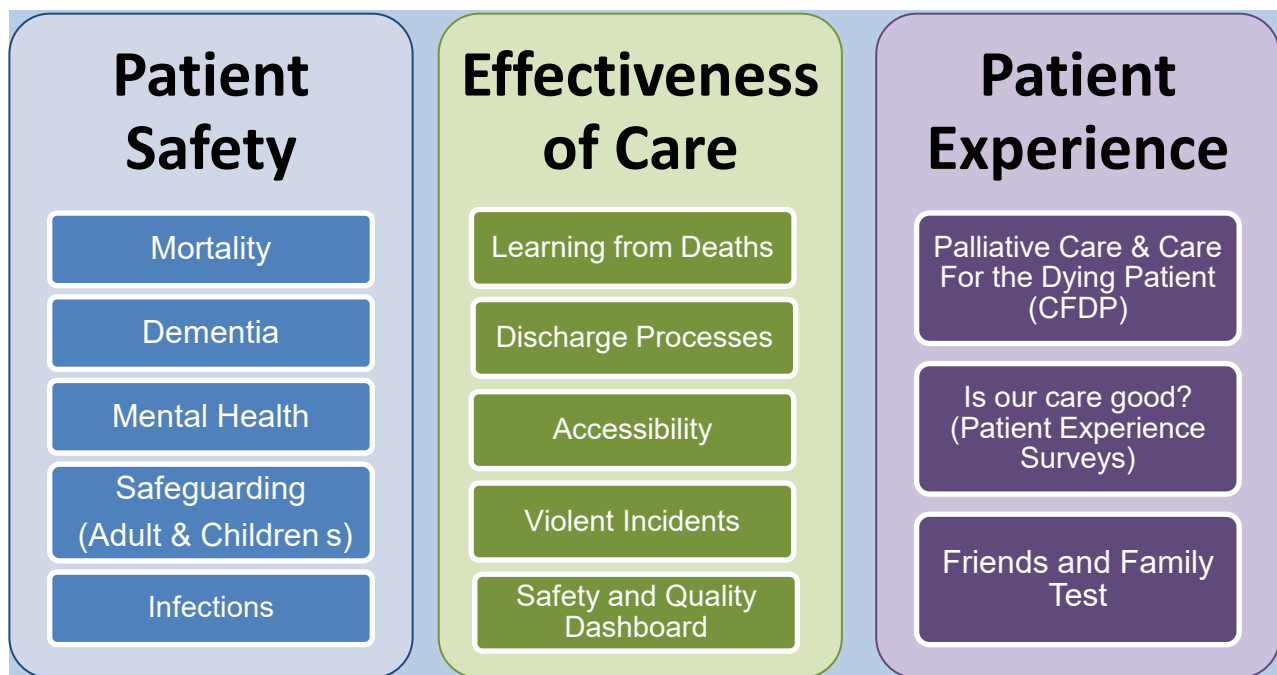 Patient
Safety
Mortality
Dementia
Mental Health
Safeguarding
(Adult & Children s)
Infections
Effectiveness
of Care
Learning from Deaths
Discharge Processes
Accessibility
Violent Incidents
Safety and Quality
Dashboard
Patient
Experience
Palliative Care & Care
For the Dying Patient
(CFDP)
Is our care good?
(Patient Experience
Surveys)
Friends and Family
Test